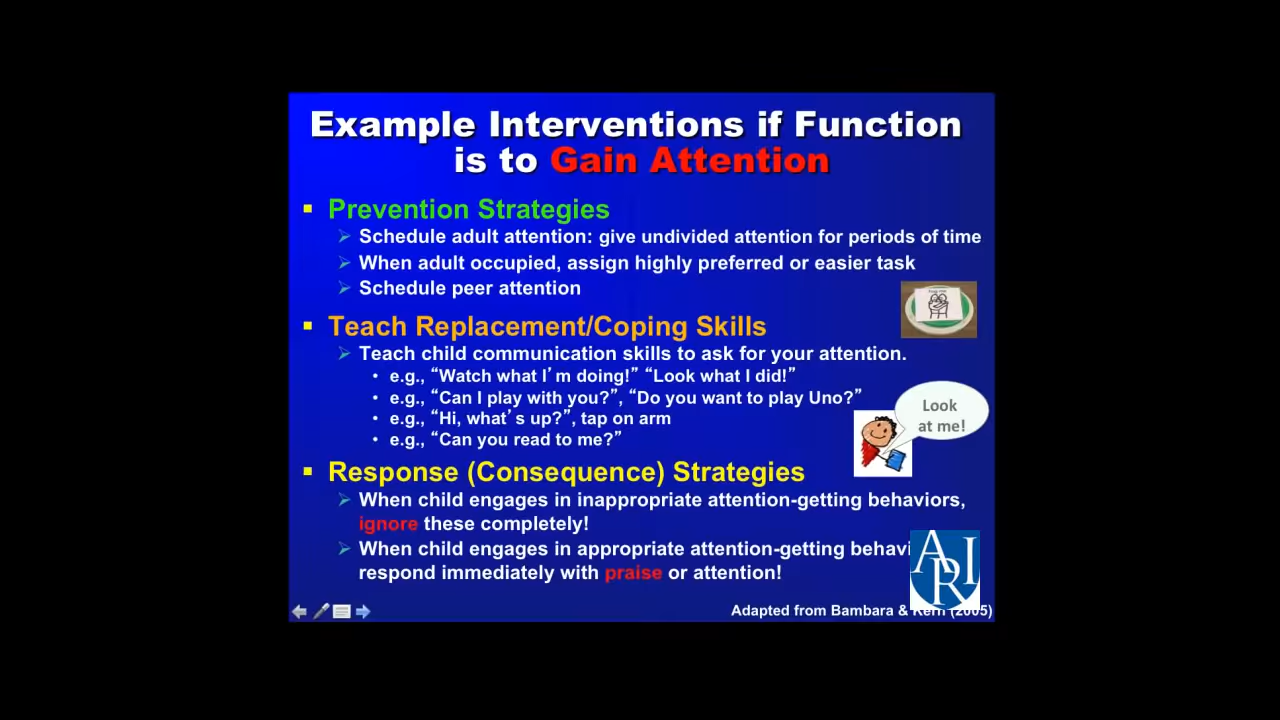 Example Interventions if Function
is to Gain Attention
▪ Prevention Strategies
➢ Schedule adult attention: give undivided attention for periods of time
➢ When adult occupied, assign highly preferred or easier task
➢ Schedule peer attention
▪ Teach Replacement/Coping Skills
➢ Teach child communication skills to ask for your attention.
• e.g., “Watch what I’m doing!” “Look what I did!”
• e.g., “Can I play with you?”, “Do you want to play Uno?”
• e.g., “Hi, what’s up?”, tap on arm
• e.g., “Can you read to me?”
Look
at me!
▪ Response (Consequence) Strategies
➢ When child engages in inappropriate attention-getting behaviors,
ignore these completely!
➢ When child engages in appropriate attention-getting
respond immediately with praise or attention!
ARI
Adapted from Bambara & Kern (2005)